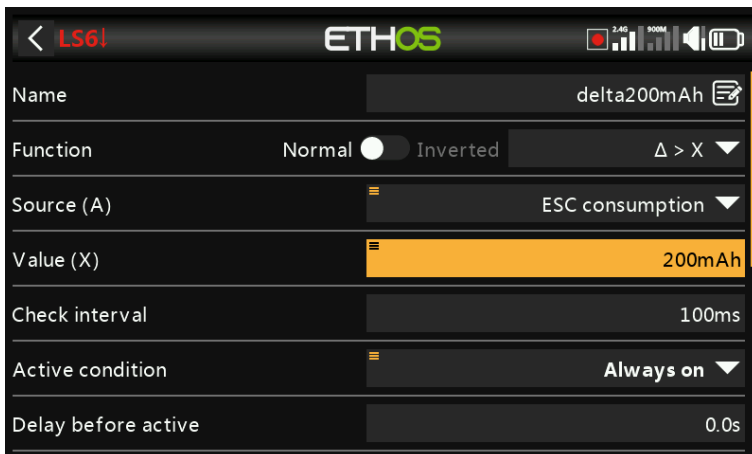 LS6↓ ETHOS 2.4G 900M
Name delta200mAh
Function Normal Inverted Δ > X
Source (A) ESC consumption
Value (X) 200mAh
Check interval 100ms
Active condition Always on
Delay before active 0.0s